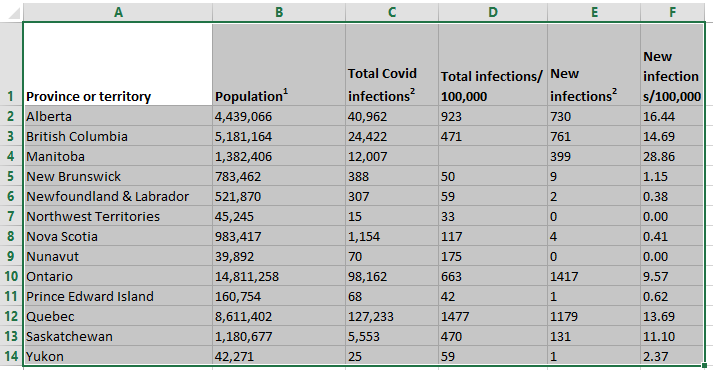 A B C D E F
1 Province or territory Population¹ Total Covid infections² Total infections/ 100,000 New infections² New infection s/100,000
2 Alberta 4,439,066 40,962 923 730 16.44
3 British Columbia 5,181,164 24,422 471 761 14.69
4 Manitoba 1,382,406 12,007 399 28.86
5 New Brunswick 783,462 388 50 9 1.15
6 Newfoundland & Labrador 521,870 307 59 2 0.38
7 Northwest Territories 45,245 15 33 0 0.00
8 Nova Scotia 983,417 1,154 117 4 0.41
9 Nunavut 39,892 70 175 0 0.00
10 Ontario 14,811,258 98,162 663 1417 9.57
11 Prince Edward Island 160,754 68 42 1 0.62
12 Quebec 8,611,402 127,233 1477 1179 13.69
13 Saskatchewan 1,180,677 5,553 470 131 11.10
14 Yukon 42,271 25 59 1 2.37